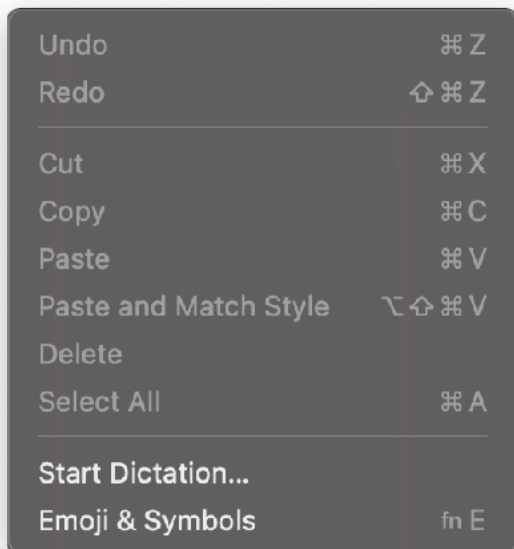 Undo ⌘Z
Redo ⇧⌘Z
Cut ⌘X
Copy ⌘C
Paste ⌘V
Paste and Match Style ⌥⇧⌘V
Delete
Select All ⌘A
Start Dictation...
Emoji & Symbols fn E